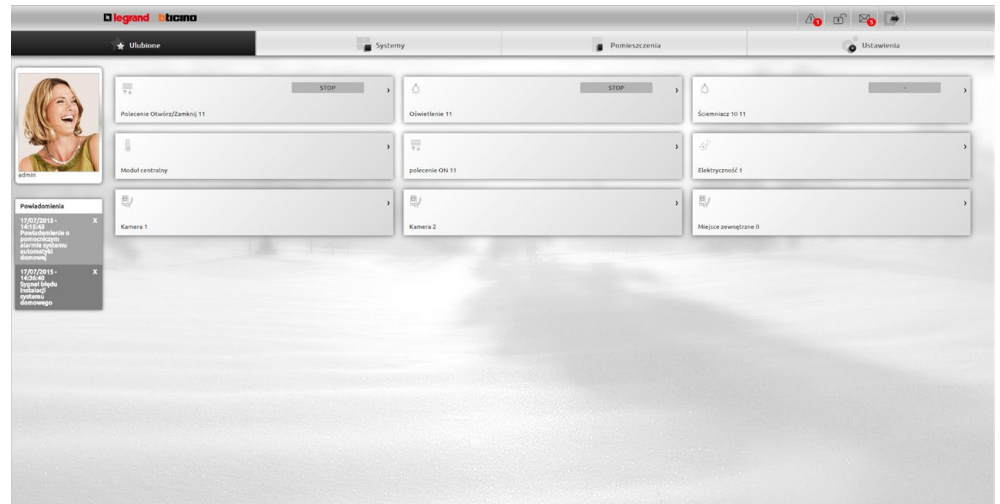 legrand bticino
1
5
Ulubione
Systemy
Pomieszczenia
Ustawienia
admin
STOP
Polecenie Otwórz/Zamknij 11
STOP
Oświetlenie 11
-
Ściemniacz 10 11
Moduł centralny
polecenie ON 11
Elektryczność 1
Kamera 1
Kamera 2
Miejsce zewnętrzne 0
Powiadomienia
17/07/2015 - X
14:15:43
Powiadomienie o
pomocniczym
alarmie systemu
automatyki
domowej
17/07/2015 - X
14:36:40
Sygnał błędu
instalacji
systemu
domowego